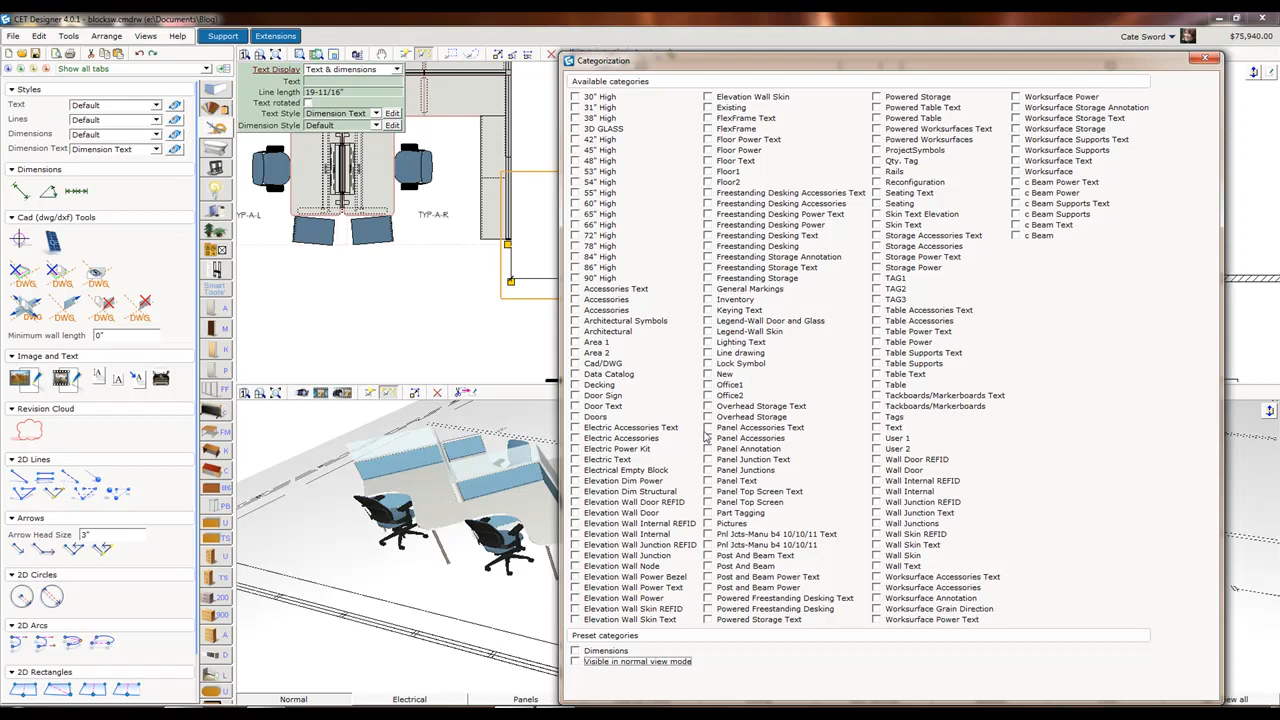 CET Designer 4.0.1 - blocksw.cmdrw (e:\Documents\Blog)
File Edit Tools Arrange Views Help Support Extensions Cate Sword $75,940.00
Show all tabs
Styles
Text Default
Lines Default
Dimensions Default
Dimension Text Dimension Text
Dimensions
Cad (dwg/dxf) Tools
DWG DWG DWG
DWG DWG DWG DWG
Minimum wall length 0"
Image and Text
Revision Cloud
2D Lines
Arrows
Arrow Head Size 3"
2D Circles
2D Arcs
2D Rectangles
Smart Tools
A
M
K
P
FF
c
K
C
PB
U
TS
U
TS
200
900
A
D
L
U
Text Display Text & dimensions
Text
Line length 19-11/16"
Text rotated
Text Style Dimension Text Edit
Dimension Style Default Edit
YP-A-L
TYP-A-R
Normal Electrical Panels
Categorization
Available categories
30" High
31" High
38" High
3D GLASS
42" High
45" High
48" High
53" High
54" High
55" High
60" High
65" High
66" High
72" High
78" High
84" High
86" High
90" High
Accessories Text
Accessories
Accessories
Architectural Symbols
Architectural
Area 1
Area 2
Cad/DWG
Data Catalog
Decking
Door Sign
Door Text
Doors
Electric Accessories Text
Electric Accessories
Electric Power Kit
Electric Text
Electrical Empty Block
Elevation Dim Power
Elevation Dim Structural
Elevation Wall Door REFID
Elevation Wall Door
Elevation Wall Internal REFID
Elevation Wall Internal
Elevation Wall Junction REFID
Elevation Wall Junction
Elevation Wall Node
Elevation Wall Power Bezel
Elevation Wall Power Text
Elevation Wall Power
Elevation Wall Skin REFID
Elevation Wall Skin Text
Elevation Wall Skin
Existing
FlexFrame Text
FlexFrame
Floor Power Text
Floor Power
Floor Text
Floor1
Floor2
Freestanding Desking Accessories Text
Freestanding Desking Accessories
Freestanding Desking Power Text
Freestanding Desking Power
Freestanding Desking Text
Freestanding Desking
Freestanding Storage Annotation
Freestanding Storage Text
Freestanding Storage
General Markings
Inventory
Keying Text
Legend-Wall Door and Glass
Legend-Wall Skin
Lighting Text
Line drawing
Lock Symbol
New
Office1
Office2
Overhead Storage Text
Overhead Storage
Panel Accessories Text
Panel Accessories
Panel Annotation
Panel Junction Text
Panel Junctions
Panel Text
Panel Top Screen Text
Panel Top Screen
Part Tagging
Pictures
Pnl Jcts-Manu b4 10/10/11 Text
Pnl Jcts-Manu b4 10/10/11
Post And Beam Text
Post And Beam
Post and Beam Power Text
Post and Beam Power
Powered Freestanding Desking Text
Powered Freestanding Desking
Powered Storage Text
Powered Storage
Powered Table Text
Powered Table
Powered Worksurfaces Text
Powered Worksurfaces
ProjectSymbols
Qty. Tag
Rails
Reconfiguration
Seating Text
Seating
Skin Text Elevation
Skin Text
Storage Accessories Text
Storage Accessories
Storage Power Text
Storage Power
TAG1
TAG2
TAG3
Table Accessories Text
Table Accessories
Table Power Text
Table Power
Table Supports Text
Table Supports
Table Text
Table
Tackboards/Markerboards Text
Tackboards/Markerboards
Tags
Text
User 1
User 2
Wall Door REFID
Wall Door
Wall Internal REFID
Wall Internal
Wall Junction REFID
Wall Junction Text
Wall Junctions
Wall Skin REFID
Wall Skin Text
Wall Skin
Wall Text
Worksurface Accessories Text
Worksurface Accessories
Worksurface Annotation
Worksurface Grain Direction
Worksurface Power Text
Worksurface Power
Worksurface Storage Annotation
Worksurface Storage Text
Worksurface Storage
Worksurface Supports Text
Worksurface Supports
Worksurface Text
Worksurface
c Beam Power Text
c Beam Power
c Beam Supports Text
c Beam Supports
c Beam Text
c Beam
Preset categories
Dimensions
Visible in normal view mode